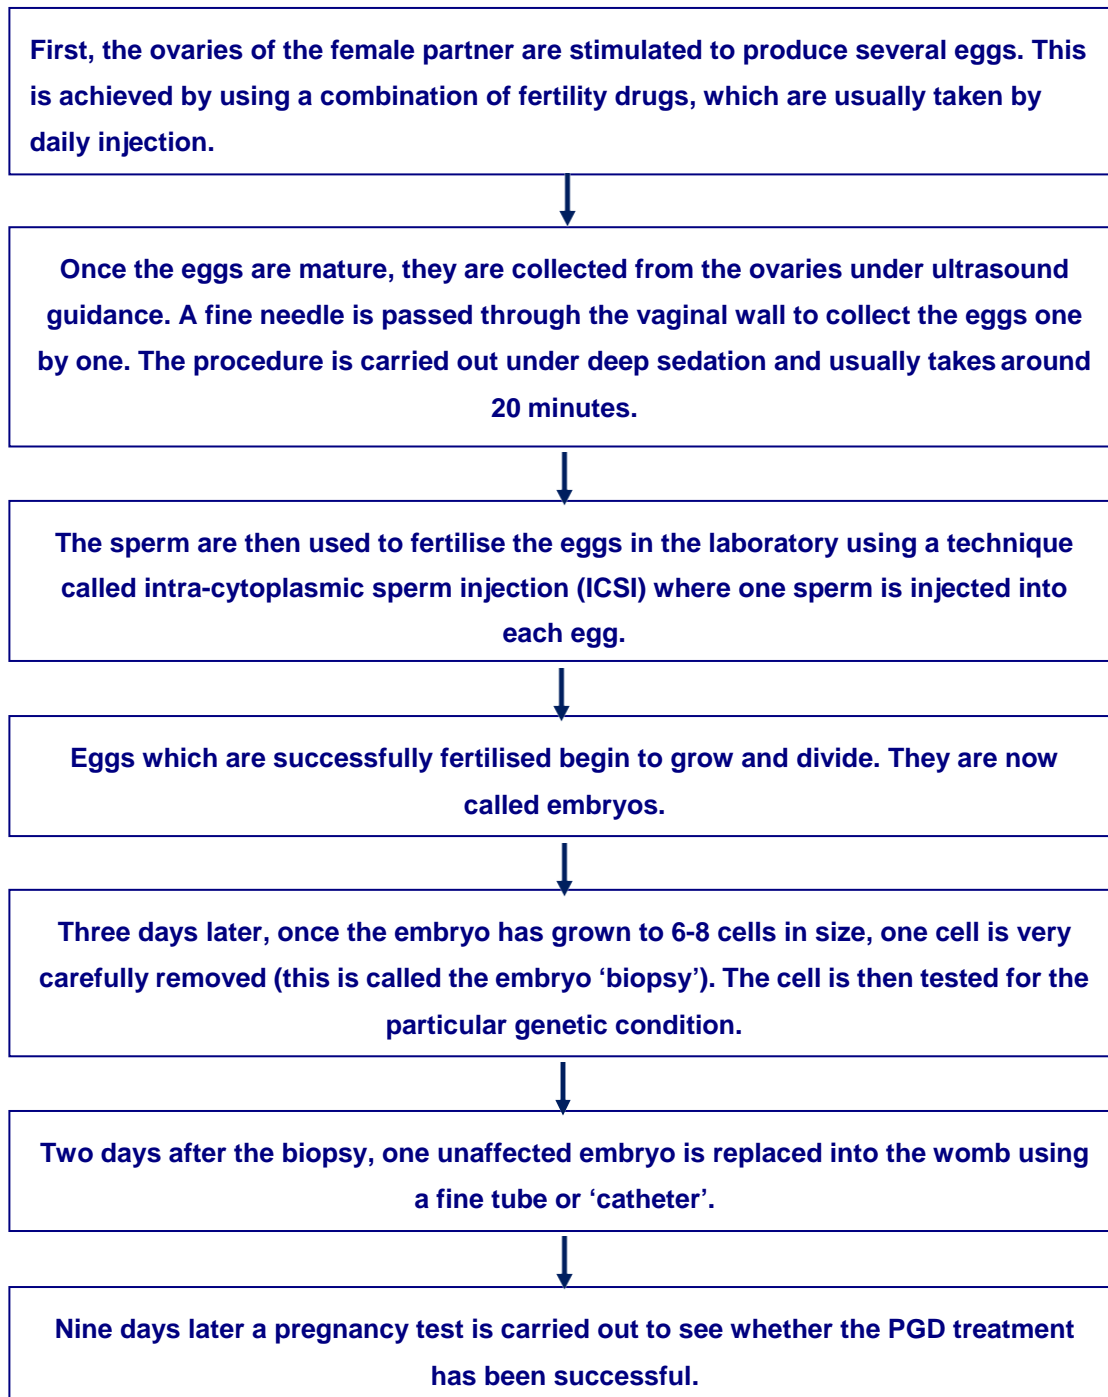 First, the ovaries of the female partner are stimulated to produce several eggs. This
is achieved by using a combination of fertility drugs, which are usually taken by
daily injection.
Once the eggs are mature, they are collected from the ovaries under ultrasound
guidance. A fine needle is passed through the vaginal wall to collect the eggs one
by one. The procedure is carried out under deep sedation and usually takes around
20 minutes.
The sperm are then used to fertilise the eggs in the laboratory using a technique
called intra-cytoplasmic sperm injection (ICSI) where one sperm is injected into
each egg.
Eggs which are successfully fertilised begin to grow and divide. They are now
called embryos.
Three days later, once the embryo has grown to 6-8 cells in size, one cell is very
carefully removed (this is called the embryo ‘biopsy’). The cell is then tested for the
particular genetic condition.
Two days after the biopsy, one unaffected embryo is replaced into the womb using
a fine tube or ‘catheter’.
Nine days later a pregnancy test is carried out to see whether the PGD treatment
has been successful.